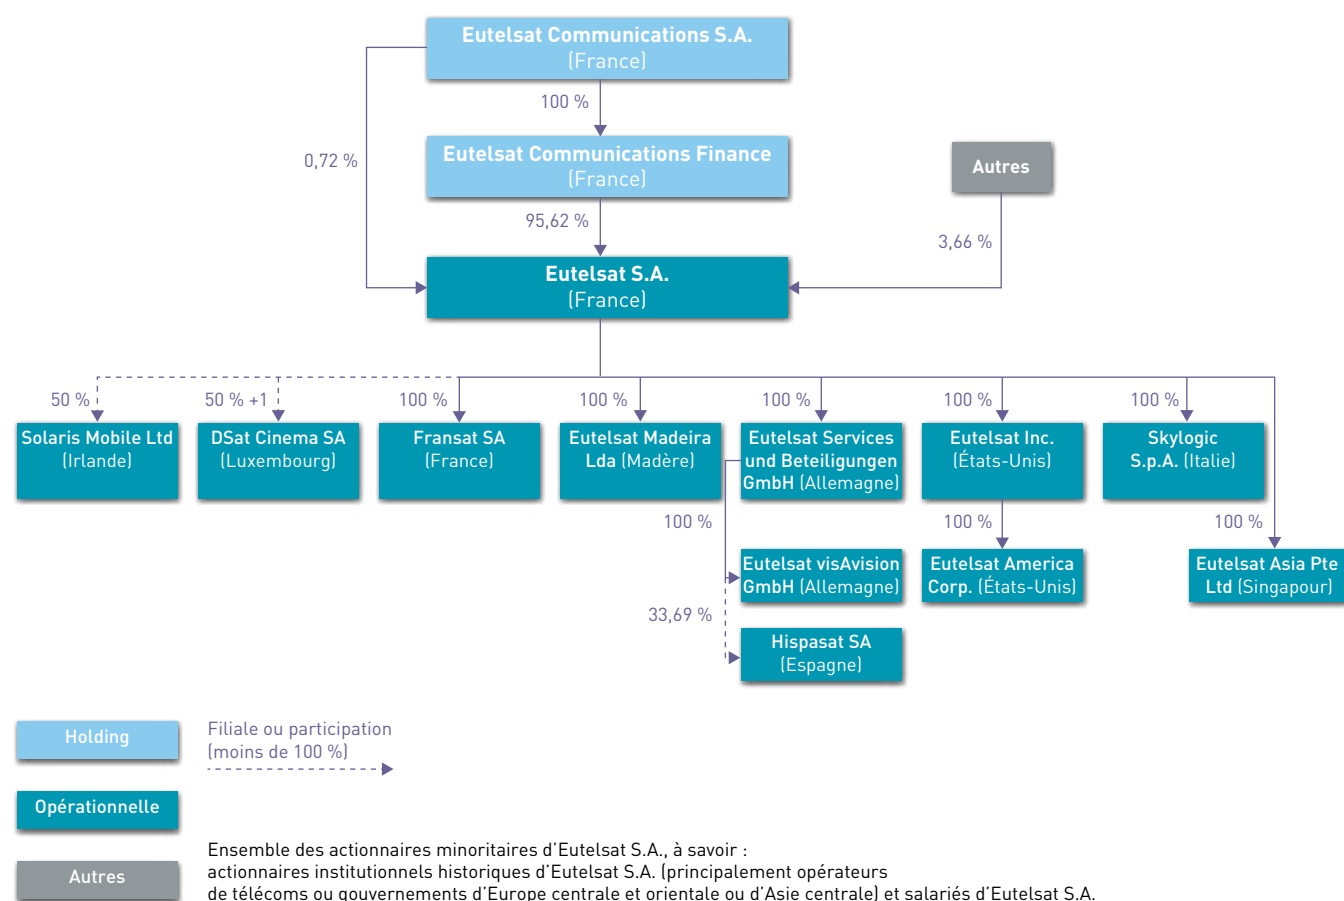 Eutelsat Communications S.A.
(France)
100 %
0,72 %
Eutelsat Communications Finance
(France)
Autres
95,62 %
3,66 %
Eutelsat S.A.
(France)
50 %
50 % +1
100 %
100 %
100 %
100 %
100 %
Solaris Mobile Ltd
(Irlande)
DSat Cinema SA
(Luxembourg)
Fransat SA
(France)
Eutelsat Madeira
Lda (Madère)
Eutelsat Services
und Beteiligungen
GmbH (Allemagne)
Eutelsat Inc.
(États-Unis)
Skylogic
S.p.A. (Italie)
100 %
100 %
100 %
Eutelsat visAvision
GmbH (Allemagne)
Eutelsat America
Corp. (États-Unis)
Eutelsat Asia Pte
Ltd (Singapour)
33,69 %
Hispasat SA
(Espagne)
Holding
Filiale ou participation
(moins de 100 %)
Opérationnelle
Autres
Ensemble des actionnaires minoritaires d’Eutelsat S.A., à savoir :
actionnaires institutionnels historiques d’Eutelsat S.A. (principalement opérateurs
de télécoms ou gouvernements d’Europe centrale et orientale ou d’Asie centrale) et salariés d’Eutelsat S.A.